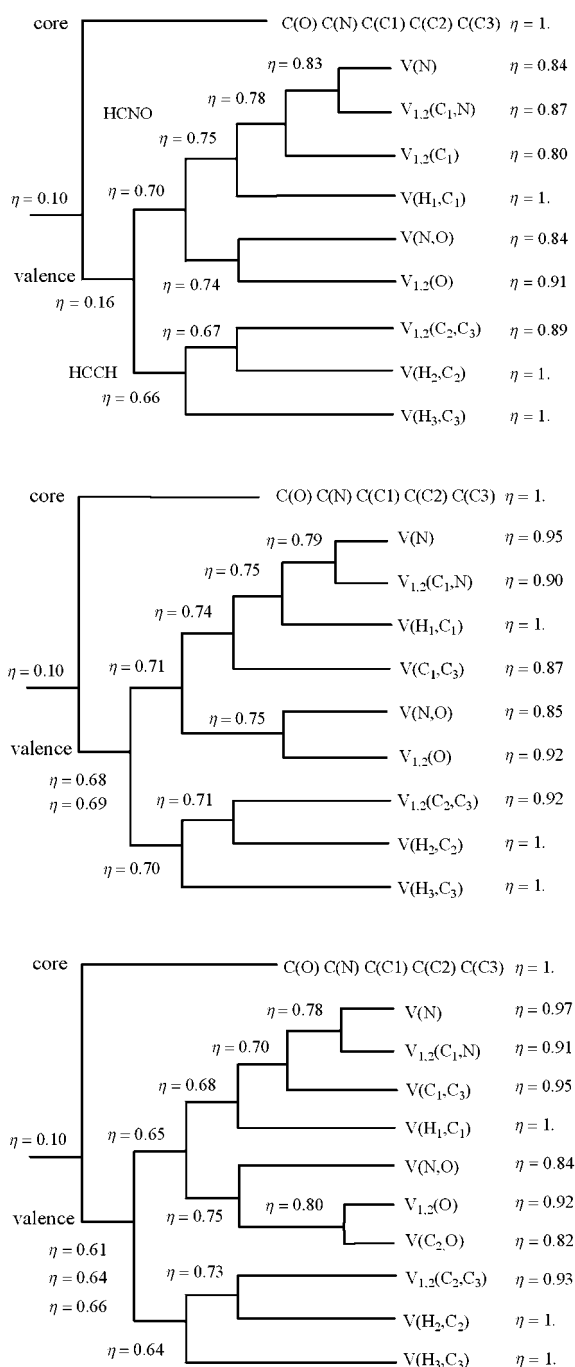 core C(O) C(N) C(C1) C(C2) C(C3) η = 1.
η = 0.83 V(N) η = 0.84
η = 0.78 V₁,₂(C₁,N) η = 0.87
HCNO
η = 0.75 V₁,₂(C₁) η = 0.80
η = 0.10 η = 0.70 V(H₁,C₁) η = 1.
V(N,O) η = 0.84
valence η = 0.74 V₁,₂(O) η = 0.91
η = 0.16
η = 0.67 V₁,₂(C₂,C₃) η = 0.89
HCCH V(H₂,C₂) η = 1.
η = 0.66
V(H₃,C₃) η = 1.
core C(O) C(N) C(C1) C(C2) C(C3) η = 1.
η = 0.79 V(N) η = 0.95
η = 0.75 V₁,₂(C₁,N) η = 0.90
η = 0.74 V(H₁,C₁) η = 1.
η = 0.10 η = 0.71 V(C₁,C₃) η = 0.87
η = 0.75 V(N,O) η = 0.85
valence V₁,₂(O) η = 0.92
η = 0.68
η = 0.69 η = 0.71 V₁,₂(C₂,C₃) η = 0.92
V(H₂,C₂) η = 1.
η = 0.70
V(H₃,C₃) η = 1.
core C(O) C(N) C(C1) C(C2) C(C3) η = 1.
η = 0.78 V(N) η = 0.97
η = 0.70 V₁,₂(C₁,N) η = 0.91
η = 0.68 V(C₁,C₃) η = 0.95
η = 0.10 η = 0.65 V(H₁,C₁) η = 1.
V(N,O) η = 0.84
valence η = 0.75 η = 0.80 V₁,₂(O) η = 0.92
V(C₂,O) η = 0.82
η = 0.61
η = 0.64 η = 0.73 V₁,₂(C₂,C₃) η = 0.93
η = 0.66 V(H₂,C₂) η = 1.
η = 0.64 V(H₃,C₃) η = 1.